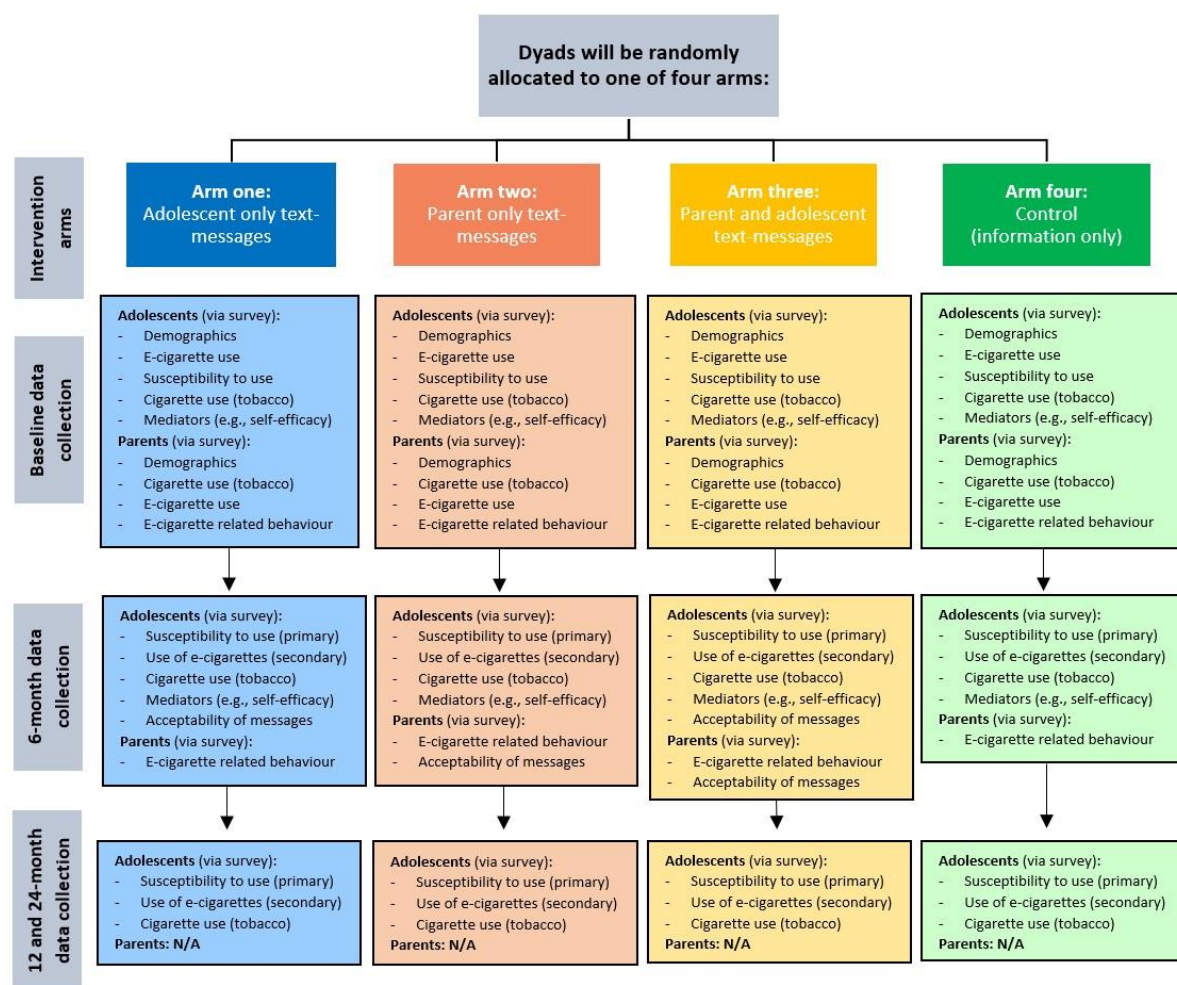 Dyads will be randomly
allocated to one of four arms:
Intervention
arms
Arm one:
Adolescent only text-
messages
Arm two:
Parent only text-
messages
Arm three:
Parent and adolescent
text-messages
Arm four:
Control
(information only)
Baseline data
collection
Adolescents (via survey):
- Demographics
- E-cigarette use
- Susceptibility to use
- Cigarette use (tobacco)
- Mediators (e.g., self-efficacy)
Parents (via survey):
- Demographics
- Cigarette use (tobacco)
- E-cigarette use
- E-cigarette related behaviour
Adolescents (via survey):
- Demographics
- E-cigarette use
- Susceptibility to use
- Cigarette use (tobacco)
- Mediators (e.g., self-efficacy)
Parents (via survey):
- Demographics
- Cigarette use (tobacco)
- E-cigarette use
- E-cigarette related behaviour
Adolescents (via survey):
- Demographics
- E-cigarette use
- Susceptibility to use
- Cigarette use (tobacco)
- Mediators (e.g., self-efficacy)
Parents (via survey):
- Demographics
- Cigarette use (tobacco)
- E-cigarette use
- E-cigarette related behaviour
Adolescents (via survey):
- Demographics
- E-cigarette use
- Susceptibility to use
- Cigarette use (tobacco)
- Mediators (e.g., self-efficacy)
Parents (via survey):
- Demographics
- Cigarette use (tobacco)
- E-cigarette use
- E-cigarette related behaviour
6-month data
collection
Adolescents (via survey):
- Susceptibility to use (primary)
- Use of e-cigarettes (secondary)
- Cigarette use (tobacco)
- Mediators (e.g., self-efficacy)
- Acceptability of messages
Parents (via survey):
- E-cigarette related behaviour
Adolescents (via survey):
- Susceptibility to use (primary)
- Use of e-cigarettes (secondary)
- Cigarette use (tobacco)
- Mediators (e.g., self-efficacy)
Parents (via survey):
- E-cigarette related behaviour
- Acceptability of messages
Adolescents (via survey):
- Susceptibility to use (primary)
- Use of e-cigarettes (secondary)
- Cigarette use (tobacco)
- Mediators (e.g., self-efficacy)
- Acceptability of messages
Parents (via survey):
- E-cigarette related behaviour
- Acceptability of messages
Adolescents (via survey):
- Susceptibility to use (primary)
- Use of e-cigarettes (secondary)
- Cigarette use (tobacco)
- Mediators (e.g., self-efficacy)
Parents (via survey):
- E-cigarette related behaviour
12 and 24-month
data collection
Adolescents (via survey):
- Susceptibility to use (primary)
- Use of e-cigarettes (secondary)
- Cigarette use (tobacco)
Parents: N/A
Adolescents (via survey):
- Susceptibility to use (primary)
- Use of e-cigarettes (secondary)
- Cigarette use (tobacco)
Parents: N/A
Adolescents (via survey):
- Susceptibility to use (primary)
- Use of e-cigarettes (secondary)
- Cigarette use (tobacco)
Parents: N/A
Adolescents (via survey):
- Susceptibility to use (primary)
- Use of e-cigarettes (secondary)
- Cigarette use (tobacco)
Parents: N/A